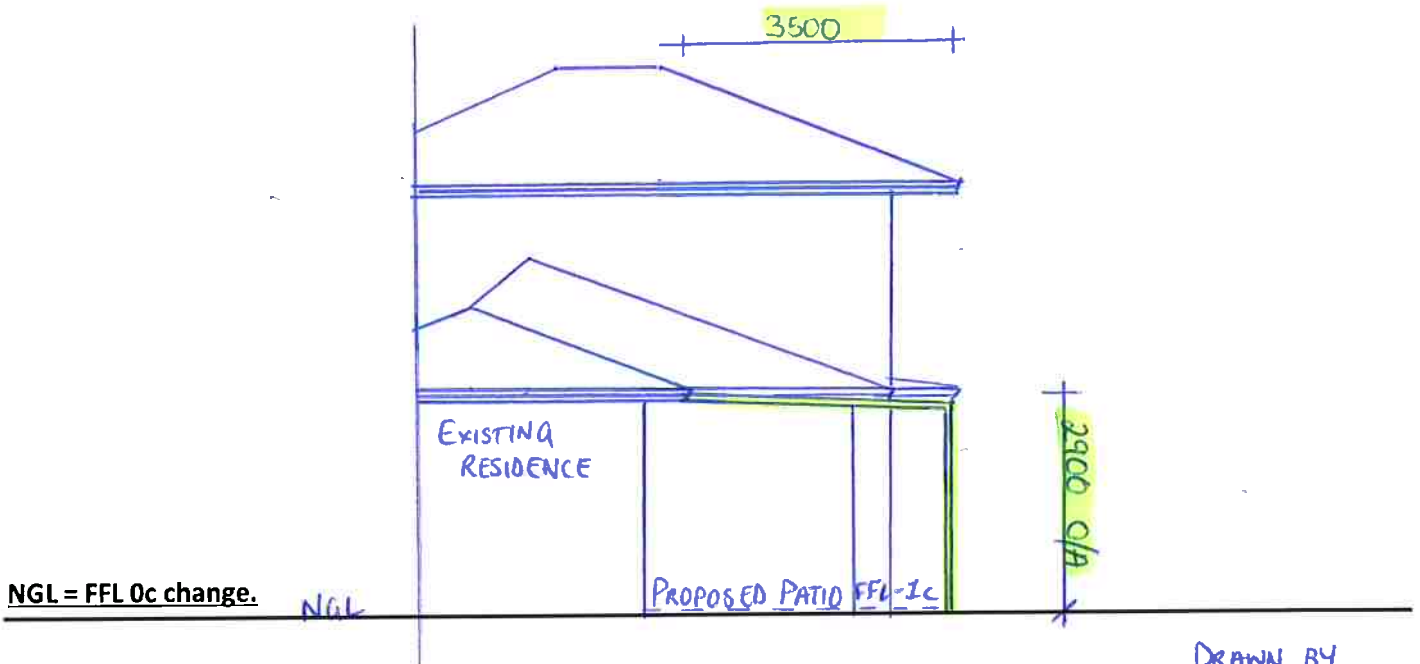 3500
EXISTING
RESIDENCE
2900 O/A
NGL = FFL 0c change.
NGL
PROPOSED PATIO FFL-1c
DRAWN BY